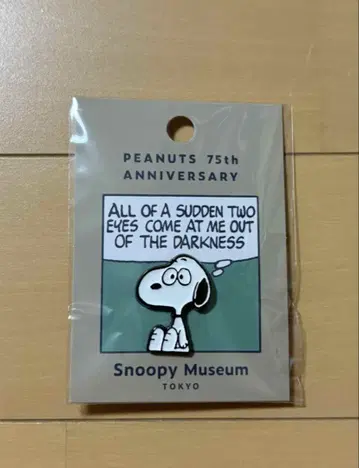 PEANUTS 75th
ANNIVERSARY
ALL OF A SUDDEN TWO
EYES COME AT ME OUT
OF THE DARKNESS
Snoopy Museum
TOKYO